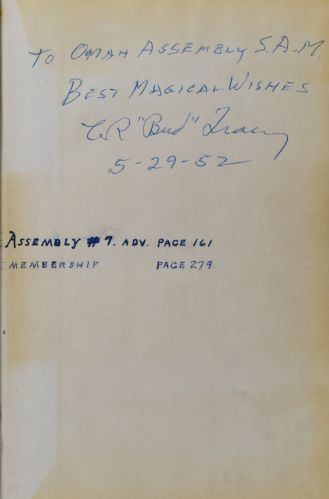 TO OMAH ASSEMBLY S.A.M.
BEST MAGICAL WISHES
C.R. "Bud" Tracy
5-29-52
ASSEMBLY #7. ADV. PAGE 161
MEMBERSHIP PAGE 279